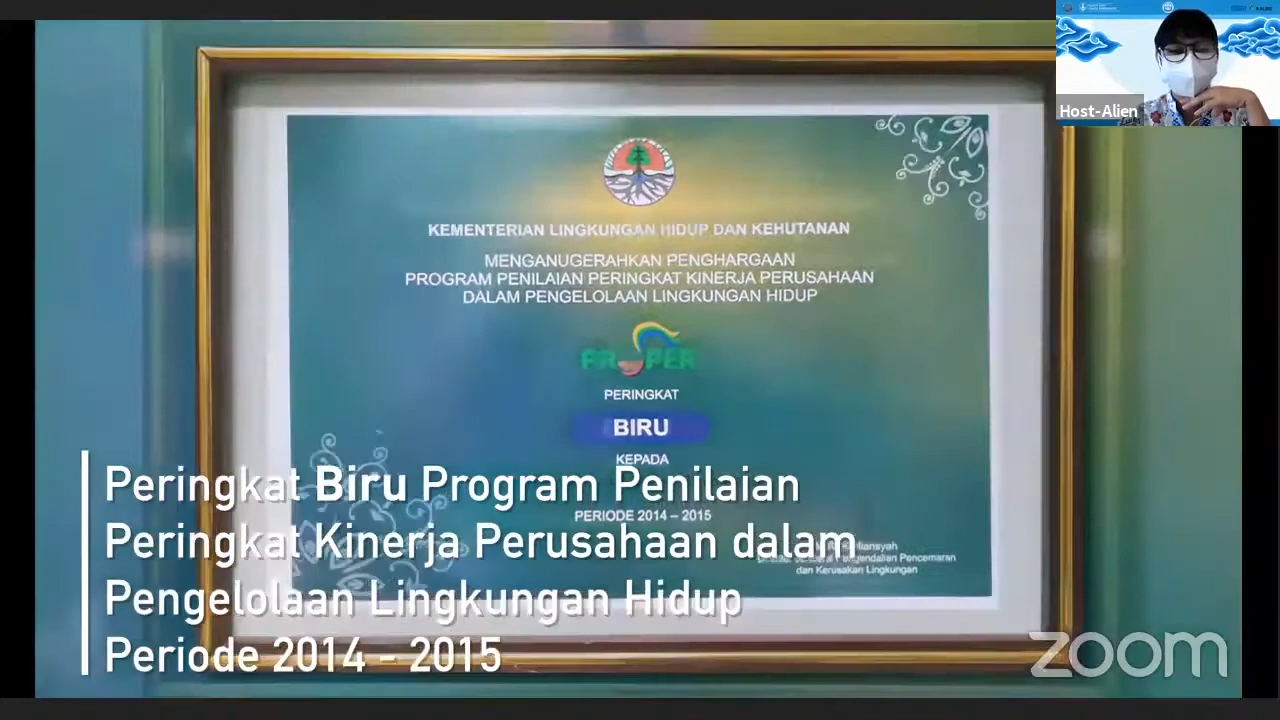 Host-Alien
KEMENTERIAN LINGKUNGAN HIDUP DAN KEHUTANAN
MENGANUGERAHKAN PENGHARGAAN
PROGRAM PENILAIAN PERINGKAT KINERJA PERUSAHAAN
DALAM PENGELOLAAN LINGKUNGAN HIDUP
PROPER
PERINGKAT
BIRU
KEPADA
PERIODE 2014 – 2015
Pengendalian Pencemaran
dan Kerusakan Lingkungan
Peringkat Biru Program Penilaian
Peringkat Kinerja Perusahaan dalam
Pengelolaan Lingkungan Hidup
Periode 2014 - 2015
zoom